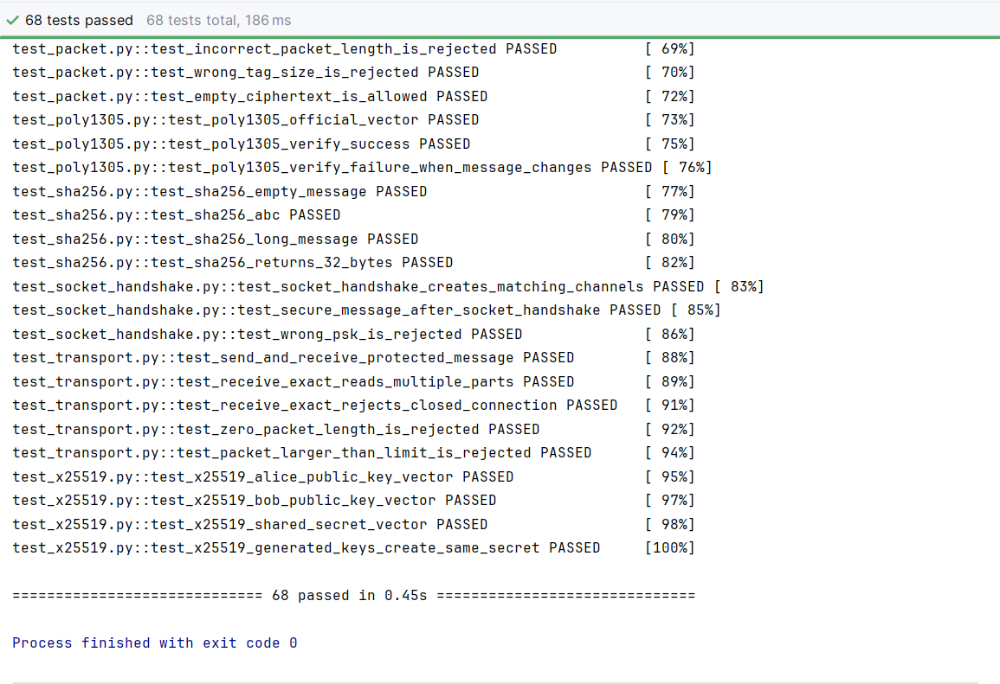 68 tests passed 68 tests total, 186 ms
test_packet.py::test_incorrect_packet_length_is_rejected PASSED [ 69%]
test_packet.py::test_wrong_tag_size_is_rejected PASSED [ 70%]
test_packet.py::test_empty_ciphertext_is_allowed PASSED [ 72%]
test_poly1305.py::test_poly1305_official_vector PASSED [ 73%]
test_poly1305.py::test_poly1305_verify_success PASSED [ 75%]
test_poly1305.py::test_poly1305_verify_failure_when_message_changes PASSED [ 76%]
test_sha256.py::test_sha256_empty_message PASSED [ 77%]
test_sha256.py::test_sha256_abc PASSED [ 79%]
test_sha256.py::test_sha256_long_message PASSED [ 80%]
test_sha256.py::test_sha256_returns_32_bytes PASSED [ 82%]
test_socket_handshake.py::test_socket_handshake_creates_matching_channels PASSED [ 83%]
test_socket_handshake.py::test_secure_message_after_socket_handshake PASSED [ 85%]
test_socket_handshake.py::test_wrong_psk_is_rejected PASSED [ 86%]
test_transport.py::test_send_and_receive_protected_message PASSED [ 88%]
test_transport.py::test_receive_exact_reads_multiple_parts PASSED [ 89%]
test_transport.py::test_receive_exact_rejects_closed_connection PASSED [ 91%]
test_transport.py::test_zero_packet_length_is_rejected PASSED [ 92%]
test_transport.py::test_packet_larger_than_limit_is_rejected PASSED [ 94%]
test_x25519.py::test_x25519_alice_public_key_vector PASSED [ 95%]
test_x25519.py::test_x25519_bob_public_key_vector PASSED [ 97%]
test_x25519.py::test_x25519_shared_secret_vector PASSED [ 98%]
test_x25519.py::test_x25519_generated_keys_create_same_secret PASSED [100%]
============================= 68 passed in 0.45s ==============================
Process finished with exit code 0